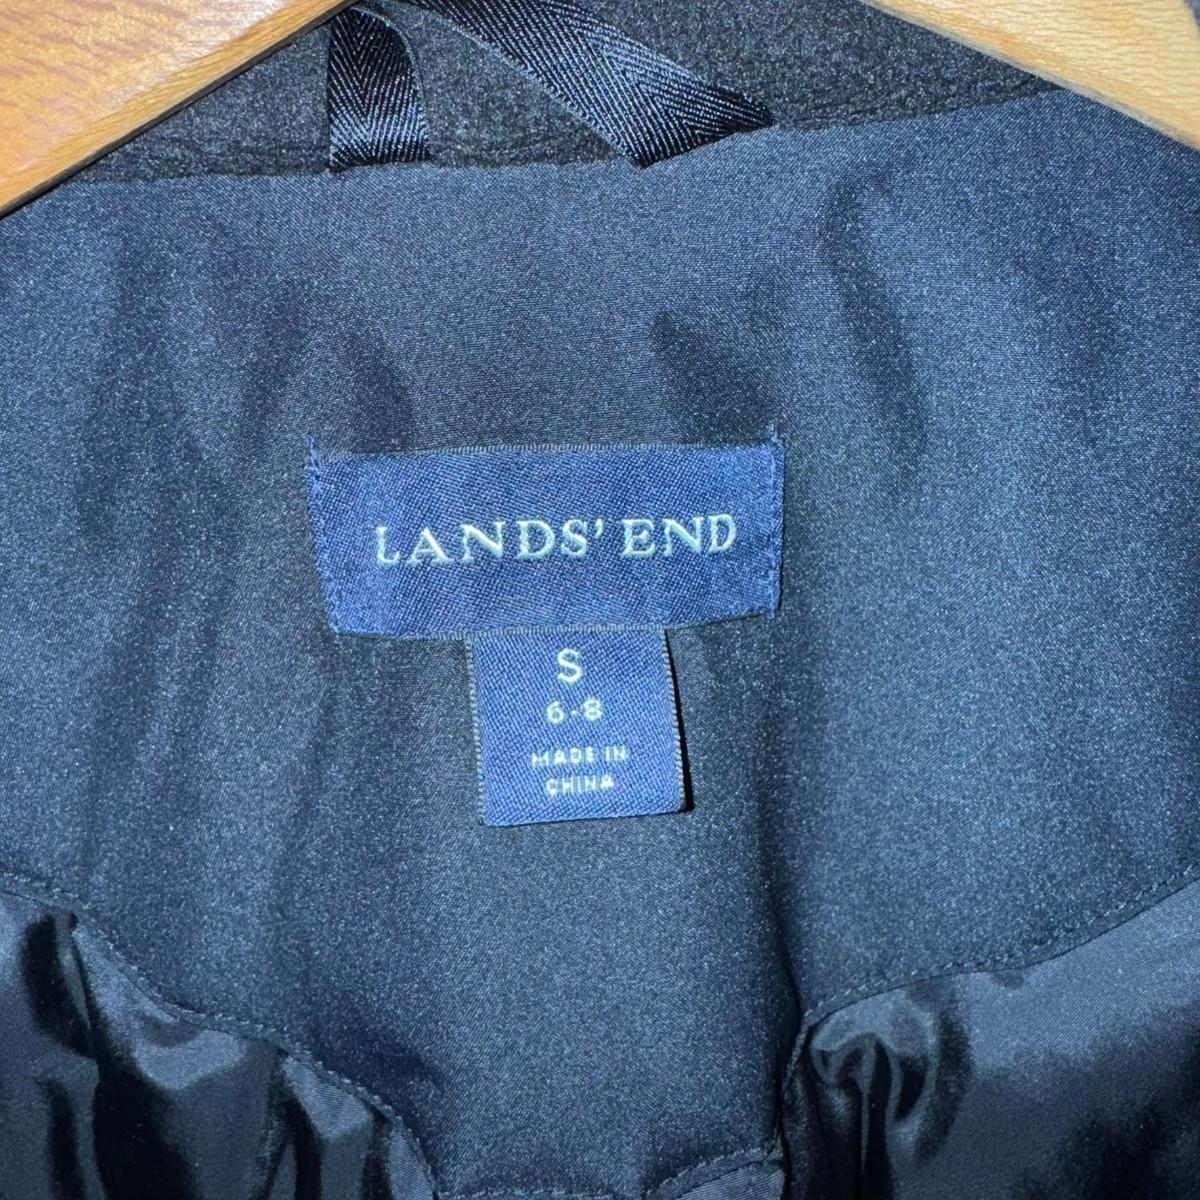 LANDS' END
S
6-8
MADE IN
CHINA